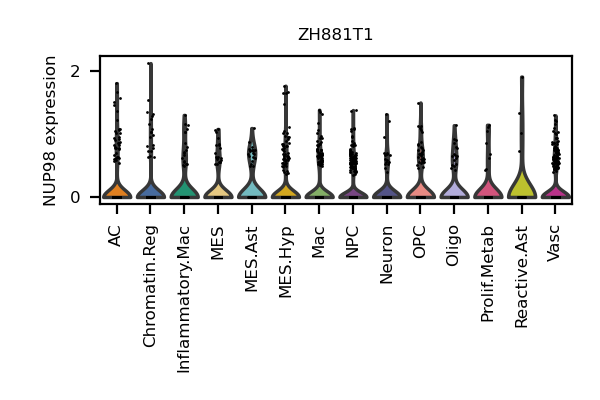 ZH881T1
NUP98 expression
2
0
AC
Chromatin.Reg
Inflammatory.Mac
MES
MES.Ast
MES.Hyp
Mac
NPC
Neuron
OPC
Oligo
Prolif.Metab
Reactive.Ast
Vasc